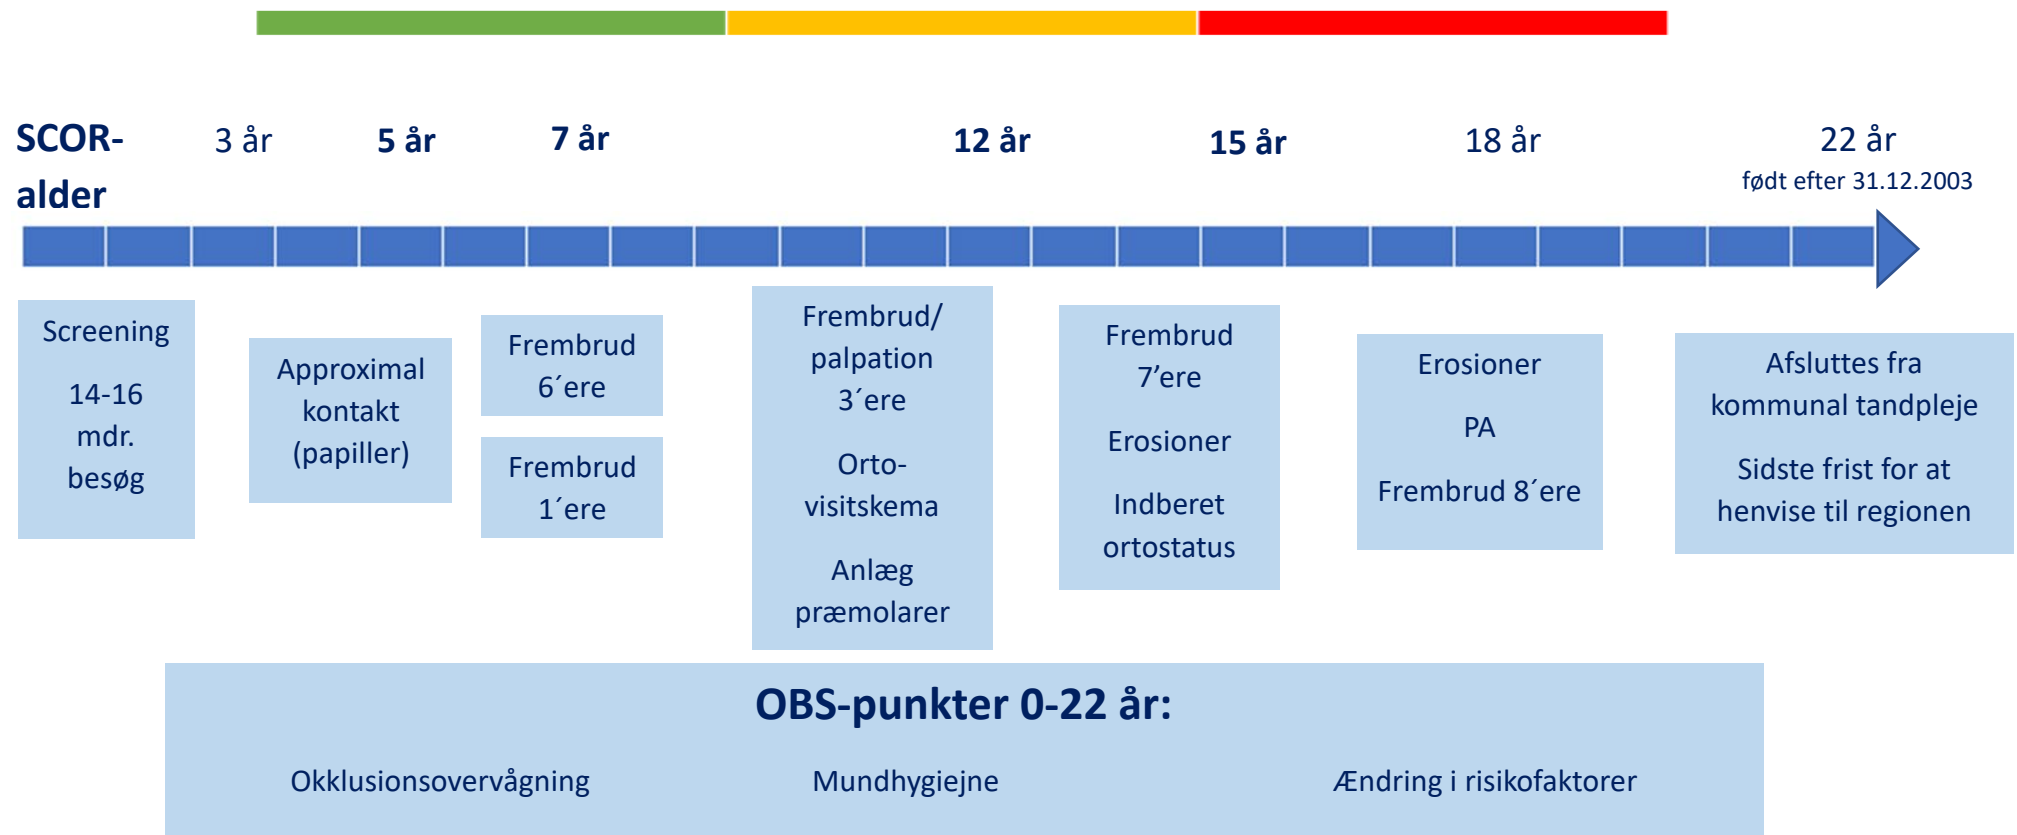 SCOR-
alder
3 år
5 år
7 år
12 år
15 år
18 år
22 år
født efter 31.12.2003
Screening
14-16
mdr.
besøg
Approximal
kontakt
(papiller)
Frembrud
6´ere
Frembrud
1´ere
Frembrud/
palpation
3´ere
Orto-
visitskema
Anlæg
præmolarer
Frembrud
7’ere
Erosioner
Indberet
ortostatus
Erosioner
PA
Frembrud 8´ere
Afsluttes fra
kommunal tandpleje
Sidste frist for at
henvise til regionen
OBS-punkter 0-22 år:
Okklusionsovervågning
Mundhygiejne
Ændring i risikofaktorer